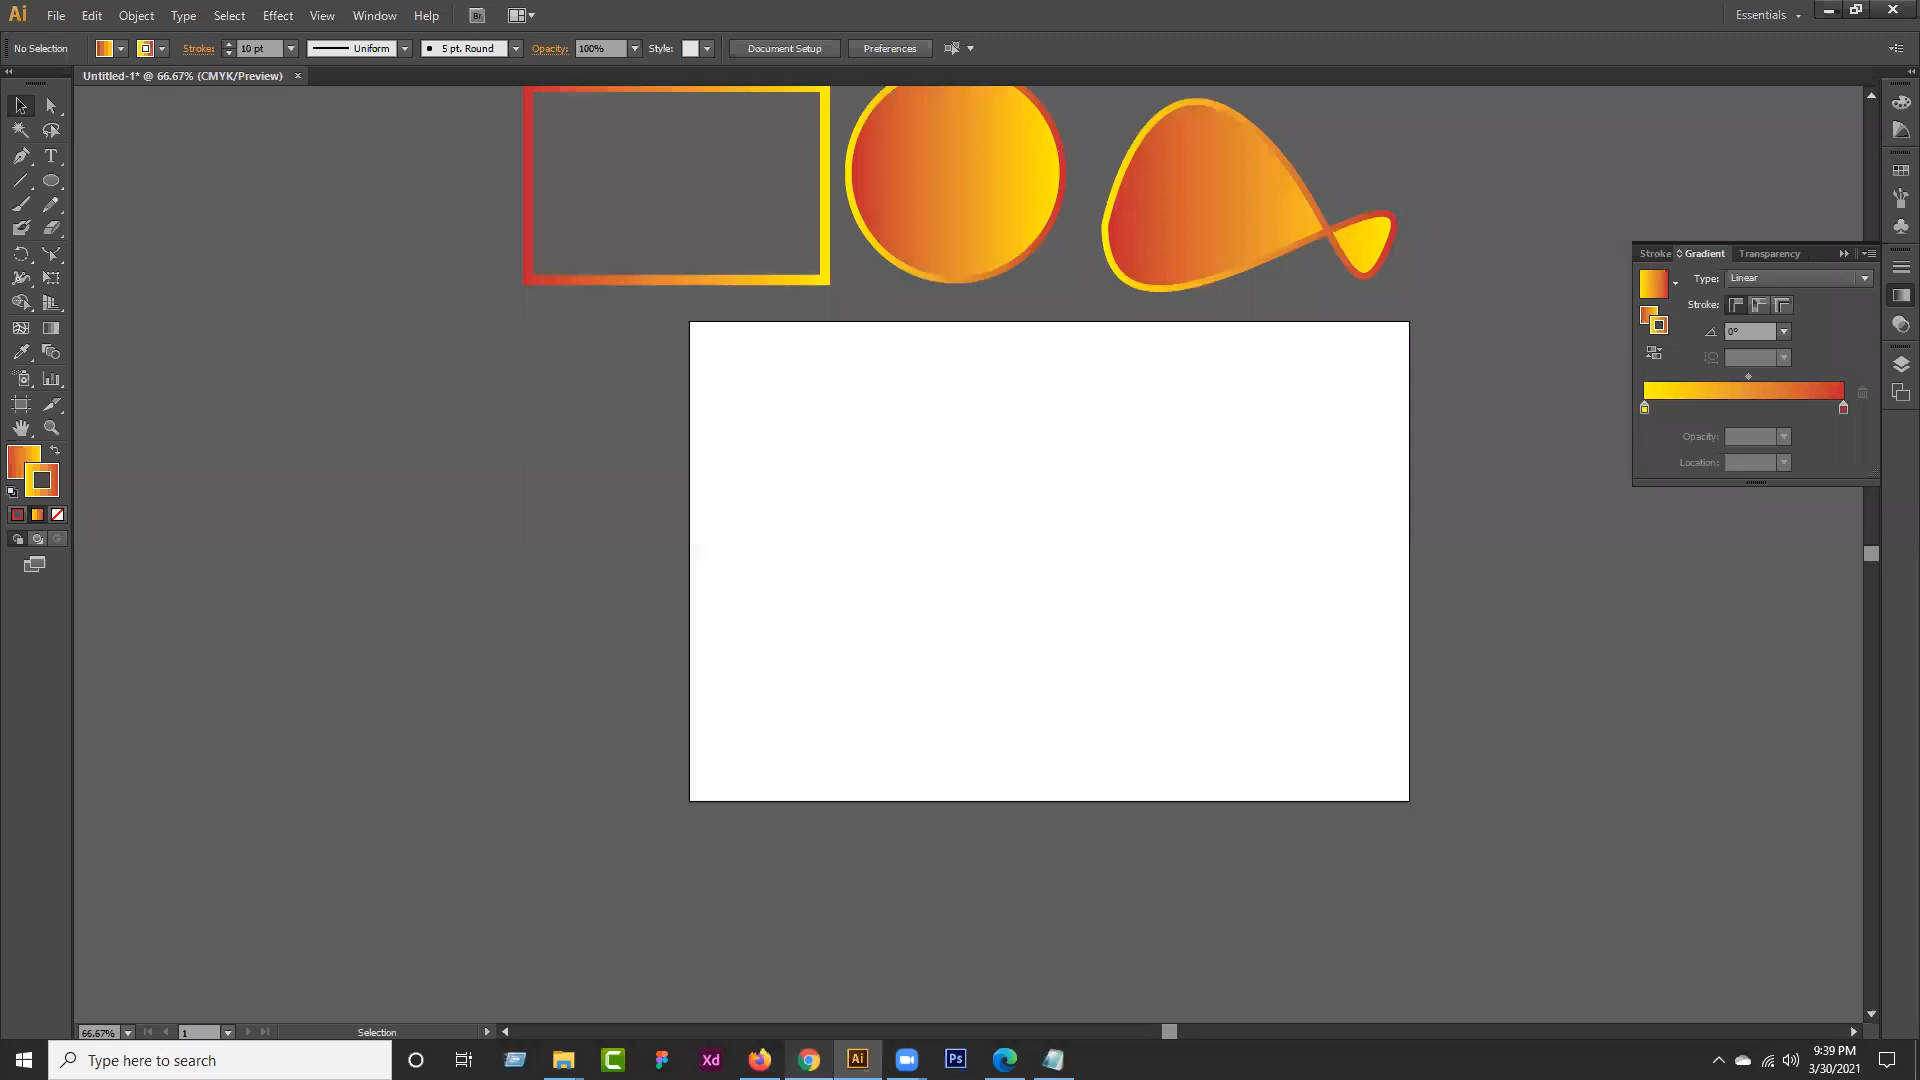 Ai File Edit Object Type Select Effect View Window Help Br Essentials
No Selection Stroke: 10 pt Uniform 5 pt. Round Opacity: 100% Style: Document Setup Preferences
Untitled-1* @ 66.67% (CMYK/Preview)
T
Stroke Gradient Transparency
Type: Linear
Stroke:
0°
Opacity:
Location:
66.67% 1 Selection
Type here to search
Xd Ai Ps
9:39 PM
3/30/2021